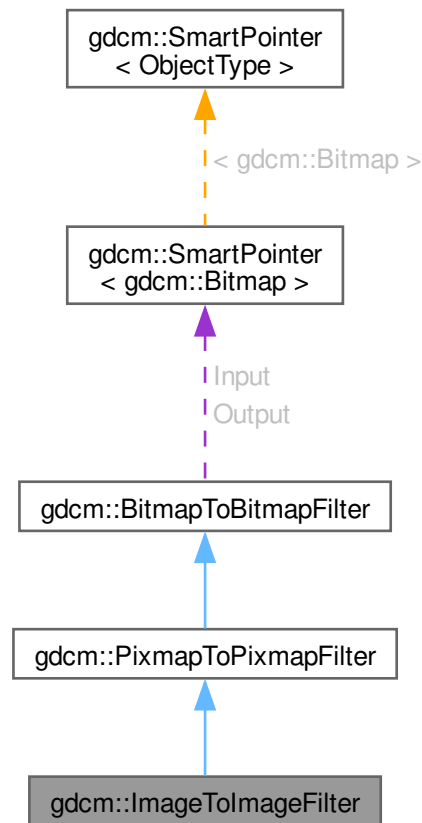 gdcm::SmartPointer
< ObjectType >
< gdcm::Bitmap >
gdcm::SmartPointer
< gdcm::Bitmap >
Input
Output
gdcm::BitmapToBitmapFilter
gdcm::PixmapToPixmapFilter
gdcm::ImageToImageFilter